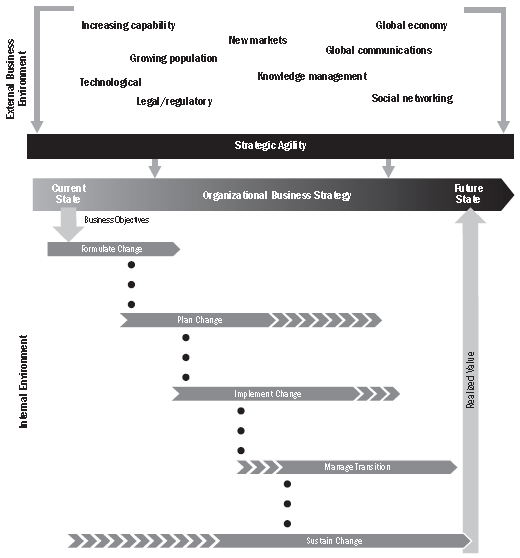 External Business
Environment
Increasing capability
Global economy
New markets
Global communications
Growing population
Knowledge management
Technological
Legal/regulatory
Social networking
Strategic Agility
Current
State
Organizational Business Strategy
Future
State
Business Objectives
Formulate Change
Plan Change
Internal Environment
Implement Change
Realized Value
Manage Transition
Sustain Change